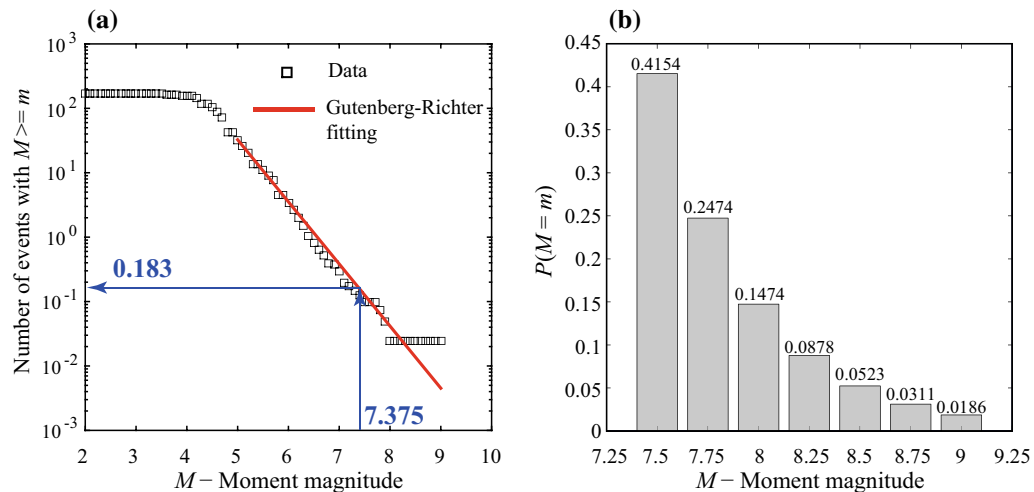 (a)
Number of events with M >= m
10^3
10^2
10^1
10^0
10^-1
10^-2
10^-3
Data
Gutenberg-Richter
fitting
0.183
7.375
2 3 4 5 6 7 8 9 10
M − Moment magnitude
(b)
P(M = m)
0.45
0.4
0.35
0.3
0.25
0.2
0.15
0.1
0.05
0
0.4154
0.2474
0.1474
0.0878
0.0523
0.0311
0.0186
7.25 7.5 7.75 8 8.25 8.5 8.75 9 9.25
M − Moment magnitude